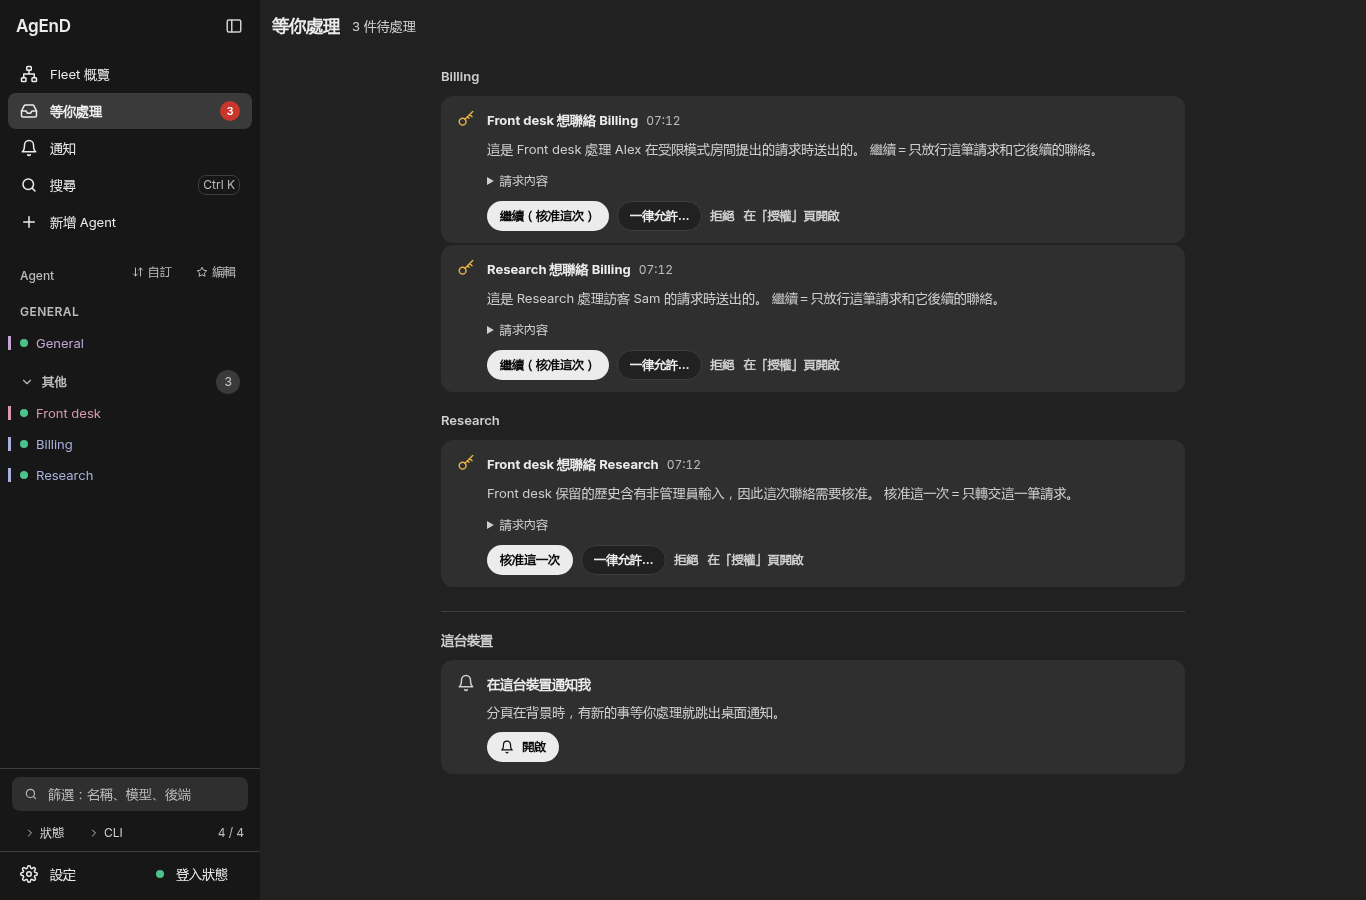 AgEnD
Fleet 概覽
等你處理 3
通知
搜尋 Ctrl K
新增 Agent
Agent 自訂 編輯
GENERAL
General
其他 3
Front desk
Billing
Research
篩選：名稱、模型、後端
狀態 CLI 4 / 4
設定 登入狀態
等你處理 3 件待處理
Billing
Front desk 想聯絡 Billing 07:12
這是 Front desk 處理 Alex 在受限模式房間提出的請求時送出的。 繼續＝只放行這筆請求和它後續的聯絡。
請求內容
繼續（核准這次） 一律允許… 拒絕 在「授權」頁開啟
Research 想聯絡 Billing 07:12
這是 Research 處理訪客 Sam 的請求時送出的。 繼續＝只放行這筆請求和它後續的聯絡。
請求內容
繼續（核准這次） 一律允許… 拒絕 在「授權」頁開啟
Research
Front desk 想聯絡 Research 07:12
Front desk 保留的歷史含有非管理員輸入，因此這次聯絡需要核准。 核准這一次＝只轉交這一筆請求。
請求內容
核准這一次 一律允許… 拒絕 在「授權」頁開啟
這台裝置
在這台裝置通知我
分頁在背景時，有新的事等你處理就跳出桌面通知。
開啟